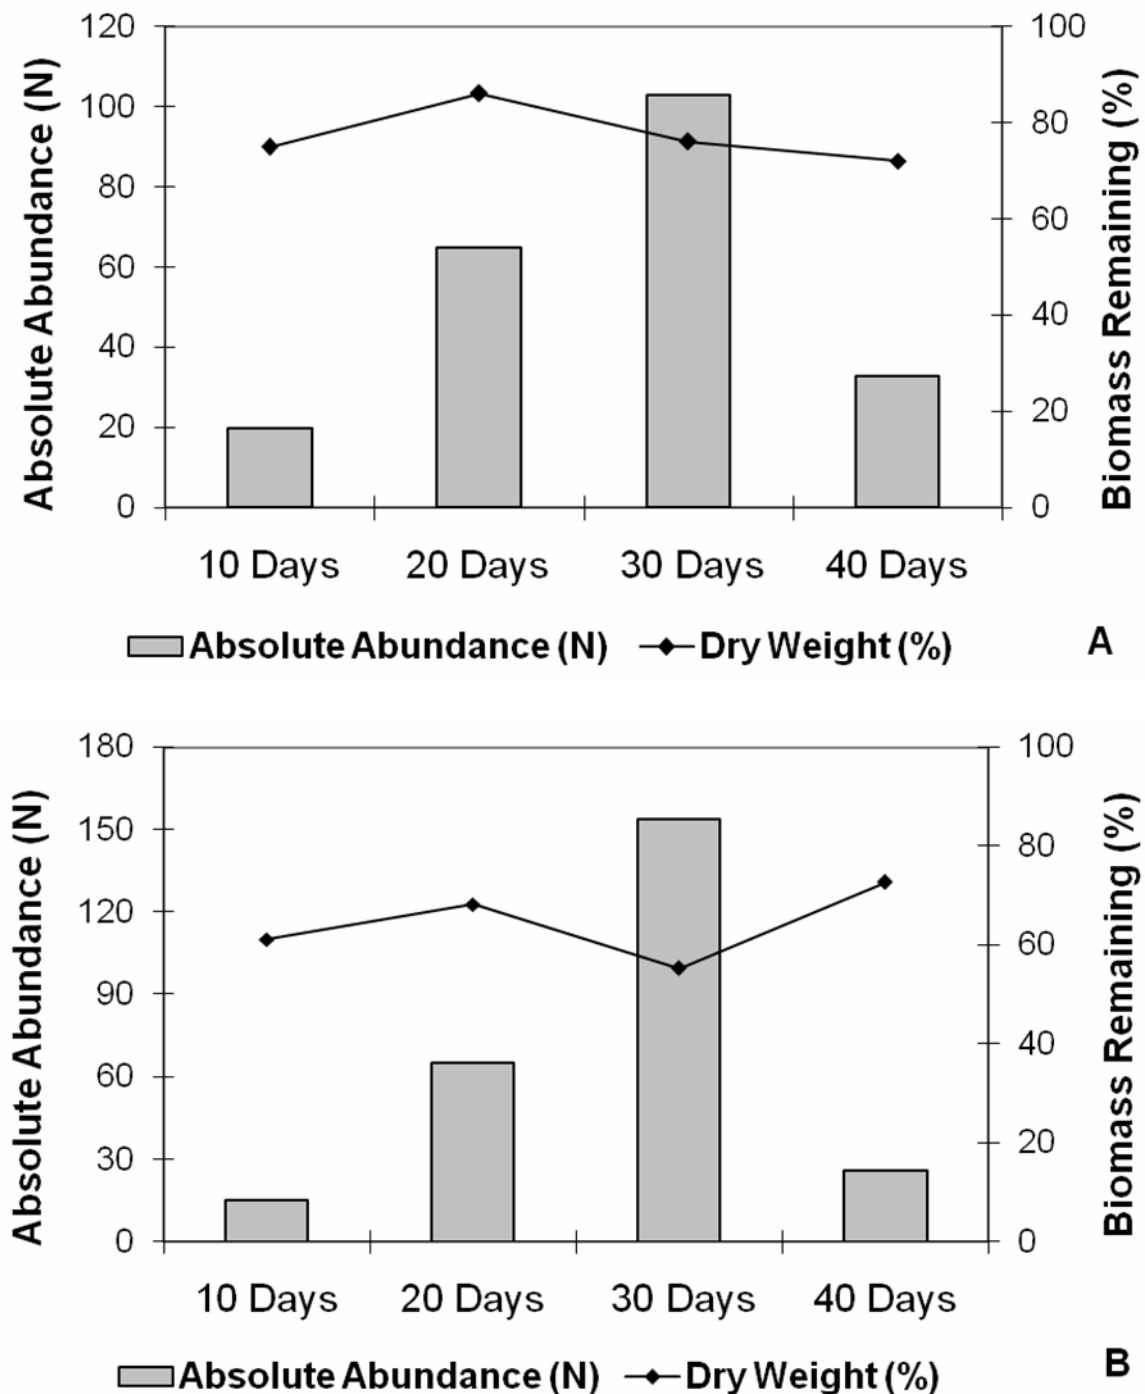 Absolute Abundance (N)
120
100
80
60
40
20
0
100
80
60
40
20
0
Biomass Remaining (%)
10 Days
20 Days
30 Days
40 Days
Absolute Abundance (N)
Dry Weight (%)
A
Absolute Abundance (N)
180
150
120
90
60
30
0
100
80
60
40
20
0
Biomass Remaining (%)
10 Days
20 Days
30 Days
40 Days
Absolute Abundance (N)
Dry Weight (%)
B